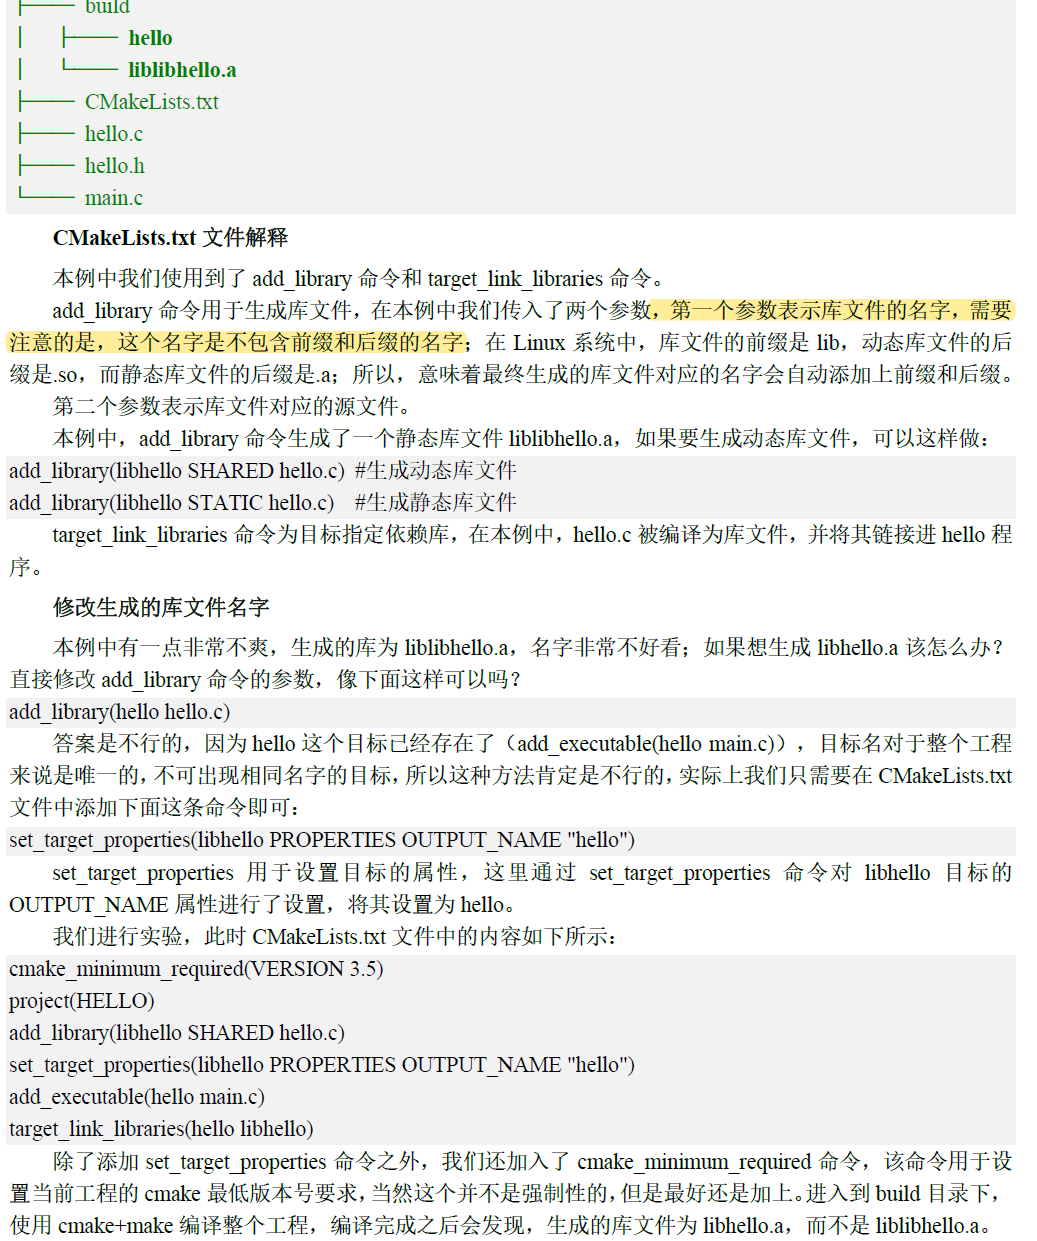 ├── build
│ ├── hello
│ └── liblibhello.a
├── CMakeLists.txt
├── hello.c
├── hello.h
└── main.c
CMakeLists.txt 文件解释
本例中我们使用到了 add_library 命令和 target_link_libraries 命令。
add_library 命令用于生成库文件，在本例中我们传入了两个参数，第一个参数表示库文件的名字，需要
注意的是，这个名字是不包含前缀和后缀的名字；在 Linux 系统中，库文件的前缀是 lib，动态库文件的后
缀是.so，而静态库文件的后缀是.a；所以，意味着最终生成的库文件对应的名字会自动添加上前缀和后缀。
第二个参数表示库文件对应的源文件。
本例中，add_library 命令生成了一个静态库文件 liblibhello.a，如果要生成动态库文件，可以这样做：
add_library(libhello SHARED hello.c) #生成动态库文件
add_library(libhello STATIC hello.c) #生成静态库文件
target_link_libraries 命令为目标指定依赖库，在本例中，hello.c 被编译为库文件，并将其链接进 hello 程
序。
修改生成的库文件名字
本例中有一点非常不爽，生成的库为 liblibhello.a，名字非常不好看；如果想生成 libhello.a 该怎么办？
直接修改 add_library 命令的参数，像下面这样可以吗？
add_library(hello hello.c)
答案是不行的，因为 hello 这个目标已经存在了（add_executable(hello main.c)），目标名对于整个工程
来说是唯一的，不可出现相同名字的目标，所以这种方法肯定是不行的，实际上我们只需要在 CMakeLists.txt
文件中添加下面这条命令即可：
set_target_properties(libhello PROPERTIES OUTPUT_NAME "hello")
set_target_properties 用于设置目标的属性，这里通过 set_target_properties 命令对 libhello 目标的
OUTPUT_NAME 属性进行了设置，将其设置为 hello。
我们进行实验，此时 CMakeLists.txt 文件中的内容如下所示：
cmake_minimum_required(VERSION 3.5)
project(HELLO)
add_library(libhello SHARED hello.c)
set_target_properties(libhello PROPERTIES OUTPUT_NAME "hello")
add_executable(hello main.c)
target_link_libraries(hello libhello)
除了添加 set_target_properties 命令之外，我们还加入了 cmake_minimum_required 命令，该命令用于设
置当前工程的 cmake 最低版本号要求，当然这个并不是强制性的，但是最好还是加上。进入到 build 目录下，
使用 cmake+make 编译整个工程，编译完成之后会发现，生成的库文件为 libhello.a，而不是 liblibhello.a。